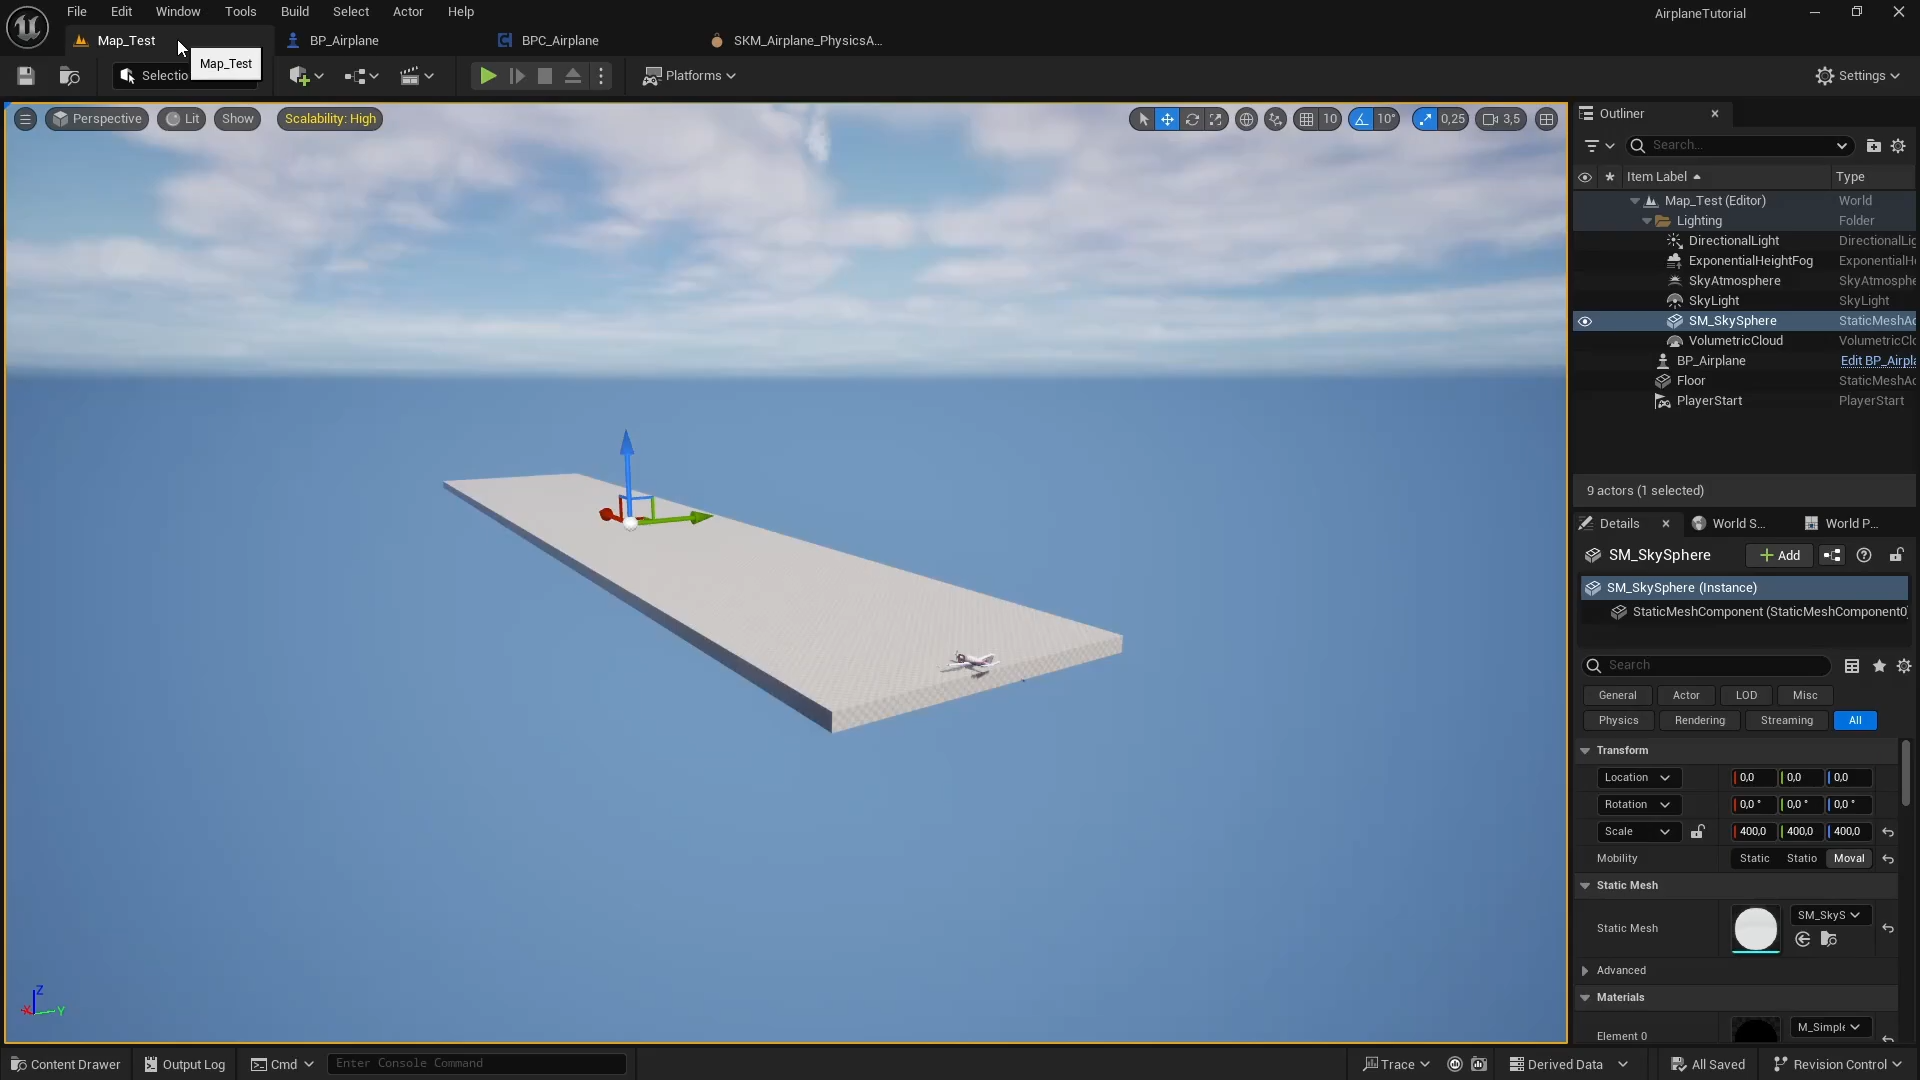 File Edit Window Tools Build Select Actor Help
AirplaneTutorial
Map_Test
BP_Airplane
BPC_Airplane
SKM_Airplane_PhysicsA...
Selectio
Map_Test
Platforms
Settings
Perspective
Lit
Show
Scalability: High
10
10°
0,25
3,5
Outliner
Search...
Item Label
Type
Map_Test (Editor) World
Lighting Folder
DirectionalLight DirectionalLig
ExponentialHeightFog ExponentialHe
SkyAtmosphere SkyAtmosphe
SkyLight SkyLight
SM_SkySphere StaticMeshAc
VolumetricCloud VolumetricClo
BP_Airplane Edit BP_Airpla
Floor StaticMeshAc
PlayerStart PlayerStart
9 actors (1 selected)
Details
World S...
World P...
SM_SkySphere
Add
SM_SkySphere (Instance)
StaticMeshComponent (StaticMeshComponent0)
Search
General Actor LOD Misc
Physics Rendering Streaming All
Transform
Location 0,0 0,0 0,0
Rotation 0,0 ° 0,0 ° 0,0 °
Scale 400,0 400,0 400,0
Mobility Static Statio Moval
Static Mesh
SM_SkyS
Static Mesh
Advanced
Materials
Element 0 M_Simple
Z
X
Y
Content Drawer
Output Log
Cmd
Enter Console Command
Trace
Derived Data
All Saved
Revision Control